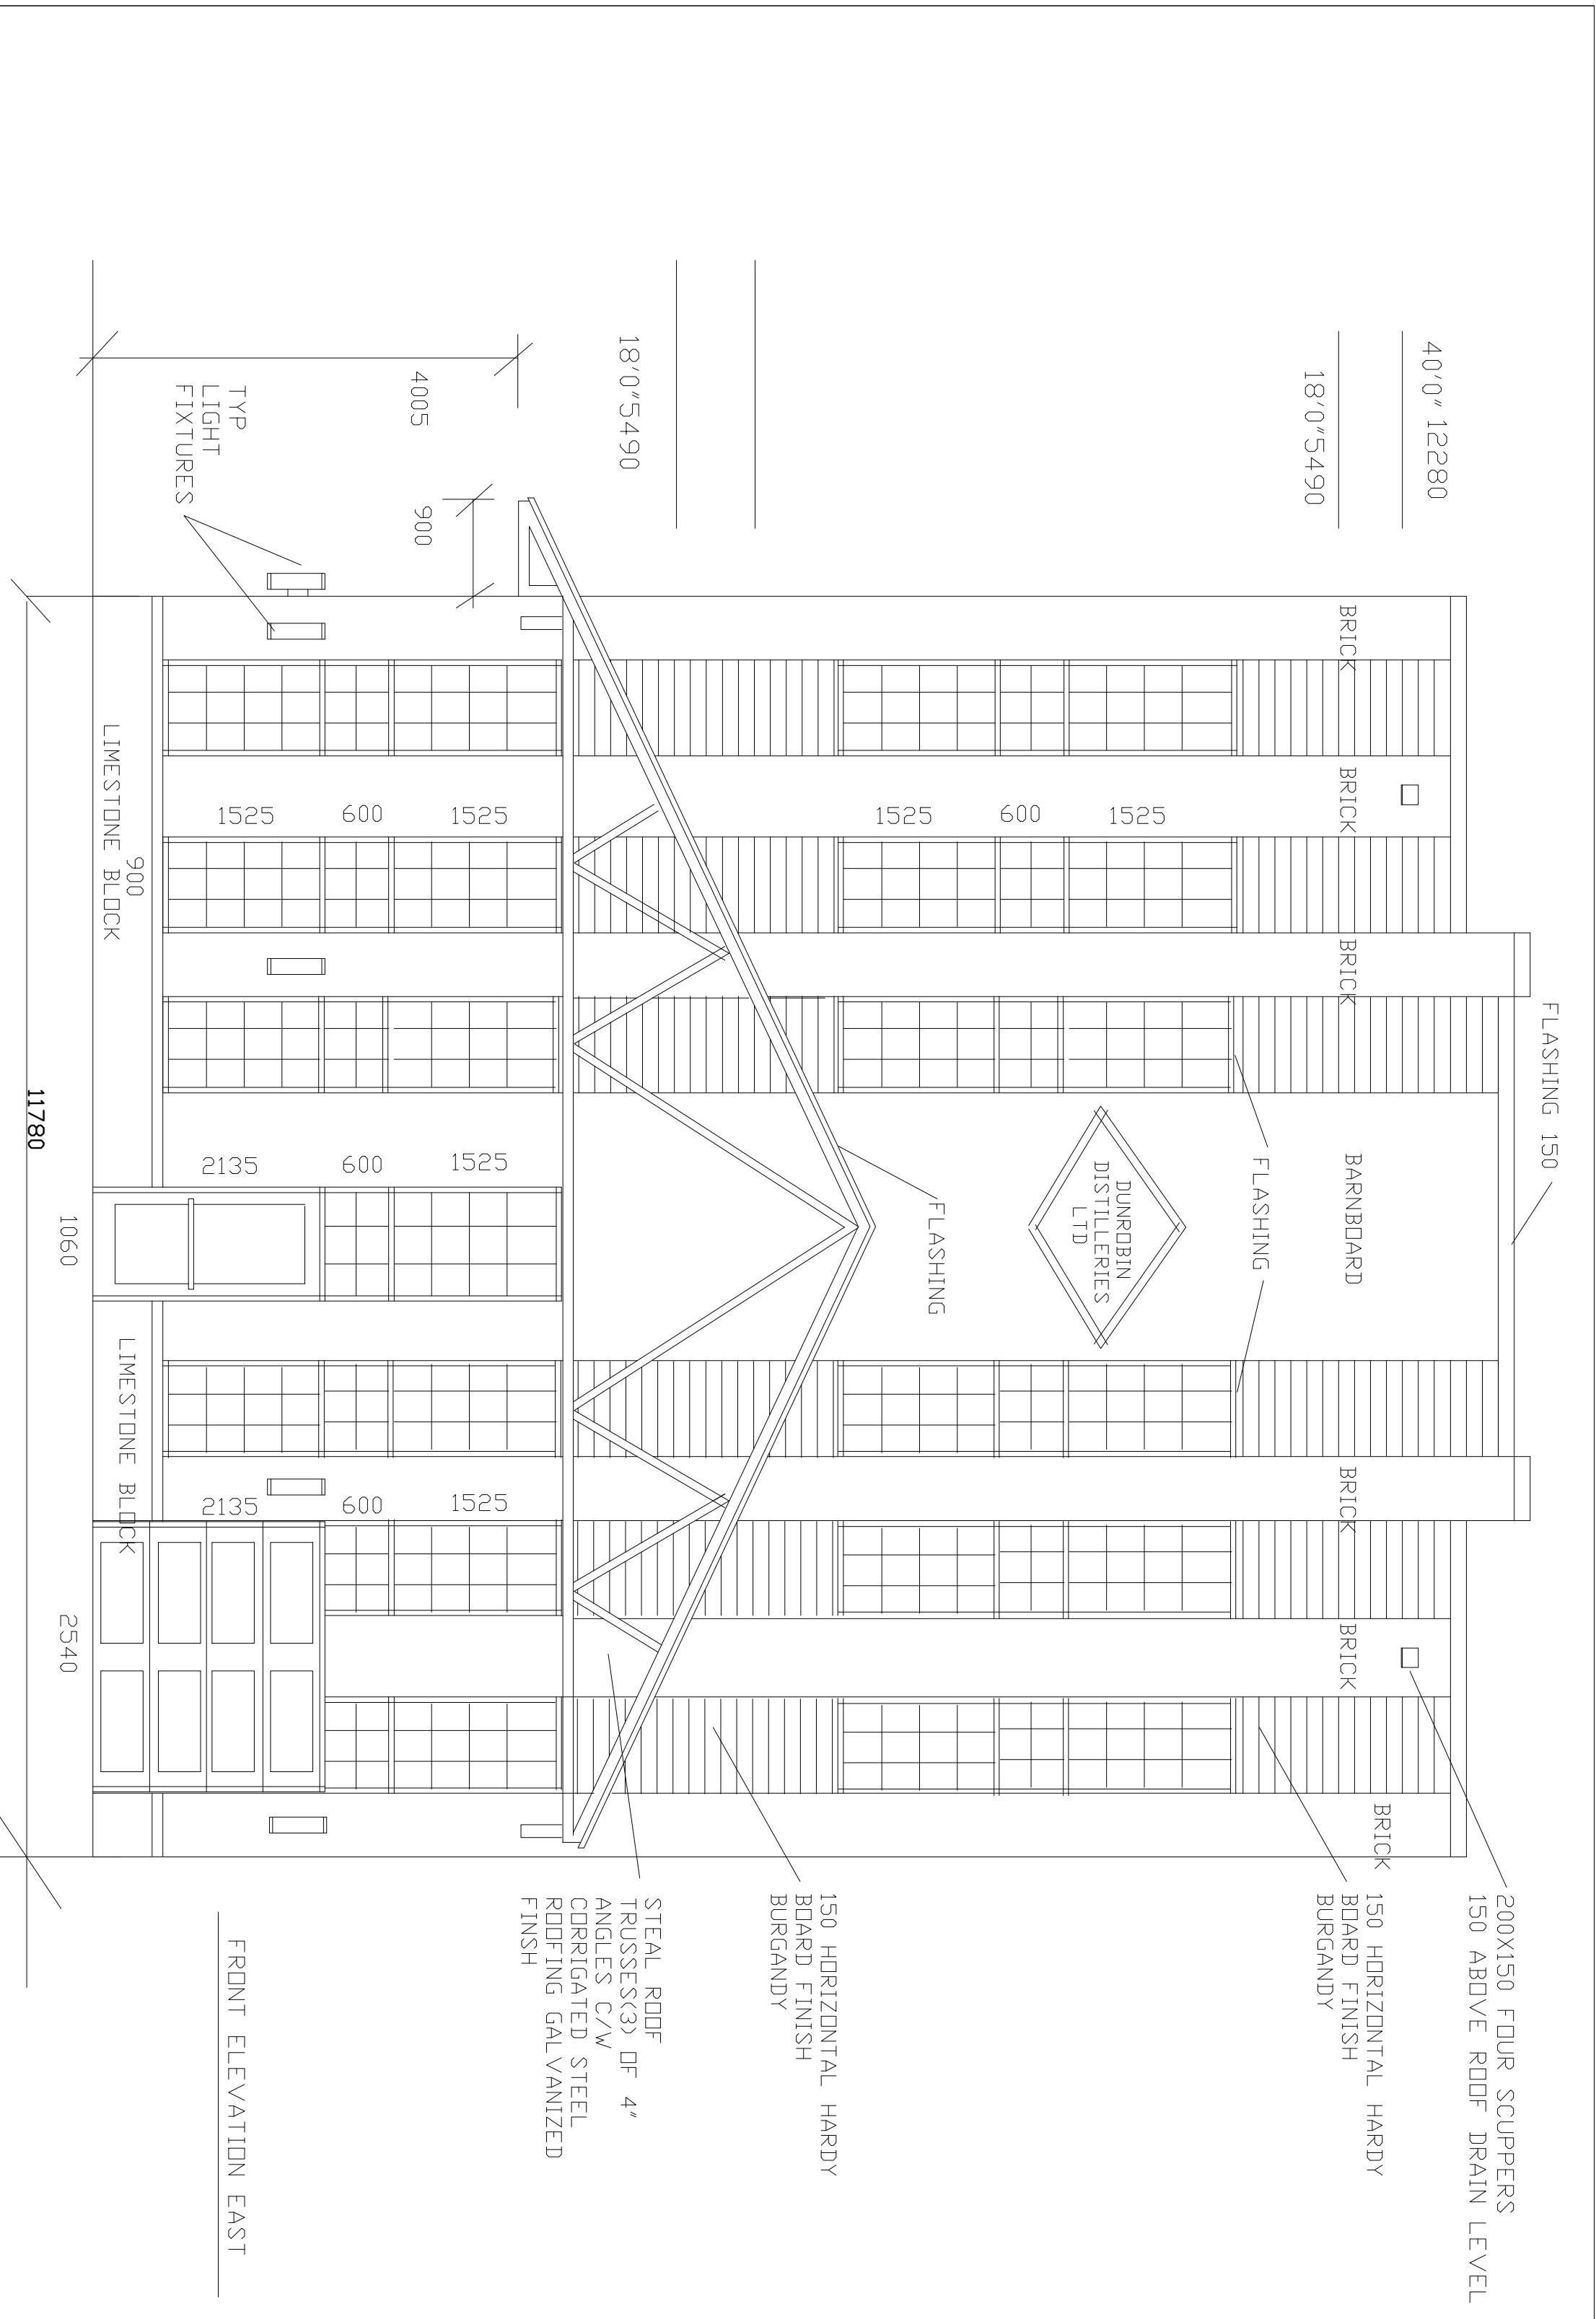 FLASHING 150
40'0" 12280
18'0"5490
200X150 FOUR SCUPPERS
150 ABOVE ROOF DRAIN LEVEL
BRICK
BRICK
BRICK
BARNBOARD
BRICK
BRICK
BRICK
150 HORIZONTAL HARDY
BOARD FINISH
BURGANDY
FLASHING
1525
600
1525
DUNROBIN
DISTILLERIES
LTD
FLASHING
150 HORIZONTAL HARDY
BOARD FINISH
BURGANDY
18'0"5490
STEAL ROOF
TRUSSES(3) OF 4"
ANGLES C/W
CORRIGATED STEEL
ROOFING GALVANIZED
FINSH
4005
900
1525
600
1525
1525
600
2135
1525
600
2135
TYP
LIGHT
FIXTURES
900
LIMESTONE BLOCK
LIMESTONE BLOCK
1060
2540
11780
FRONT ELEVATION EAST